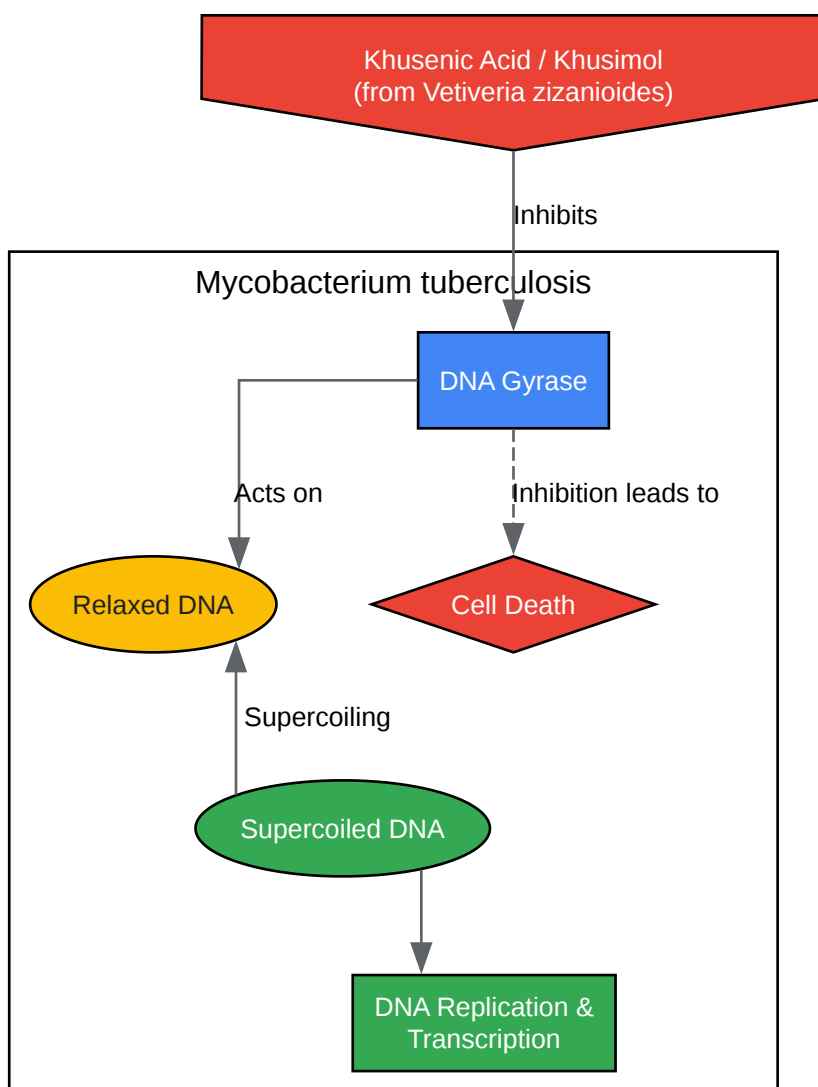 Khusenic Acid / Khusimol
(from Vetiveria zizanioides)
Inhibits
Mycobacterium tuberculosis
DNA Gyrase
Acts on
Inhibition leads to
Relaxed DNA
Cell Death
Supercoiling
Supercoiled DNA
DNA Replication &
Transcription